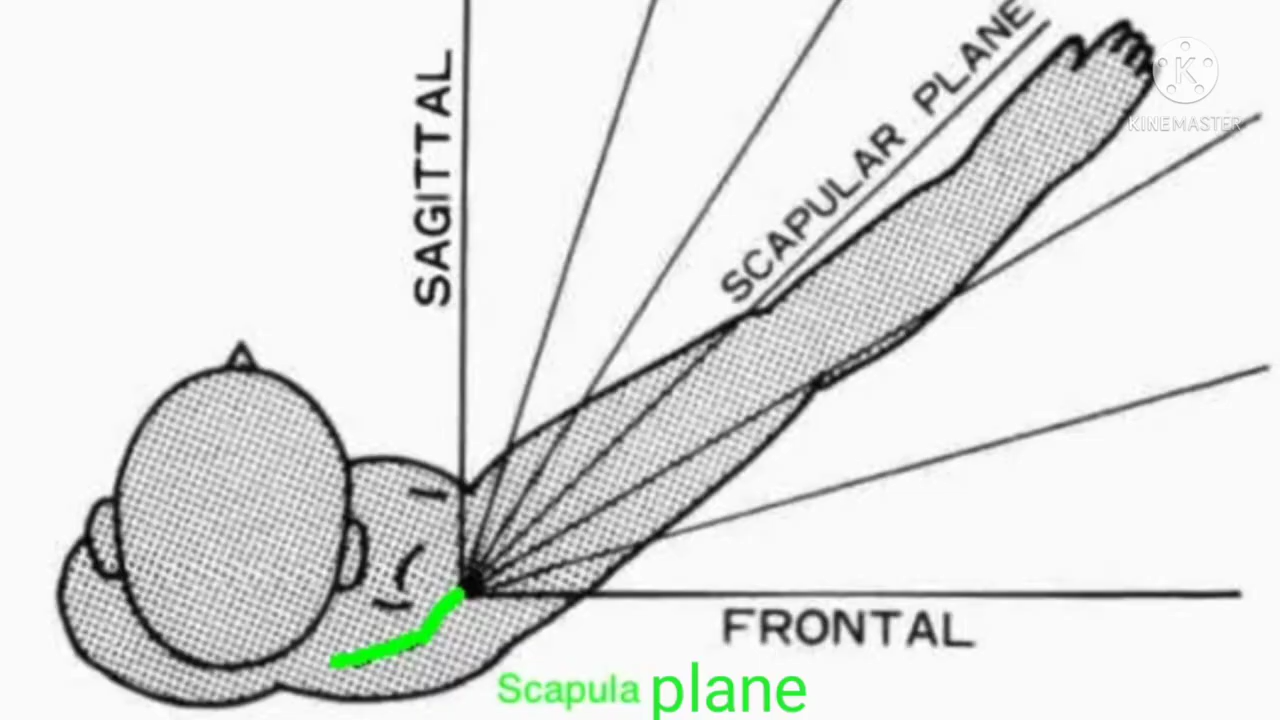 SAGITTAL
SCAPULAR PLANE
K
KINEMASTER
FRONTAL
Scapula plane